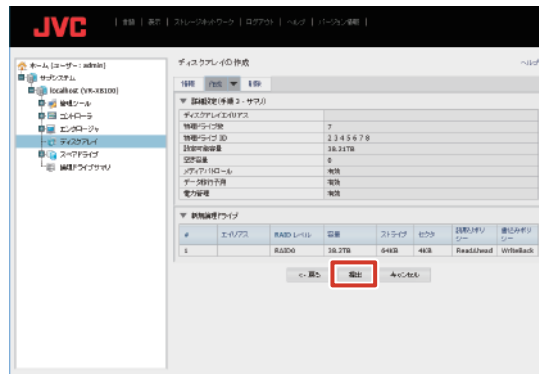 JVC
| 言語 | 表示 | ストレージネットワーク | ログアウト | ヘルプ | バージョン情報 |
ホーム (ユーザー: admin)
サブシステム
localhost (VR-X8100)
管理ツール
コントローラ
エンクロージャ
ディスクアレイ
スペアドライブ
論理ドライブサマリ
ディスクアレイの作成
ヘルプ
情報 作成 削除
詳細設定(手順 3 - サマリ)
ディスクアレイエイリアス
物理ドライブ数 7
物理ドライブ ID 2 3 4 5 6 7 8
設定可能容量 38.21TB
空き容量 0
メディアパトロール 有効
データ移行予測 有効
電力管理 有効
新規論理ドライブ
# エイリアス RAID レベル 容量 ストライプ セクタ 読取りポリシー 書込みポリシー
1 RAID0 38.2TB 64KB 4KB ReadAhead WriteBack
<- 戻る 提出 キャンセル